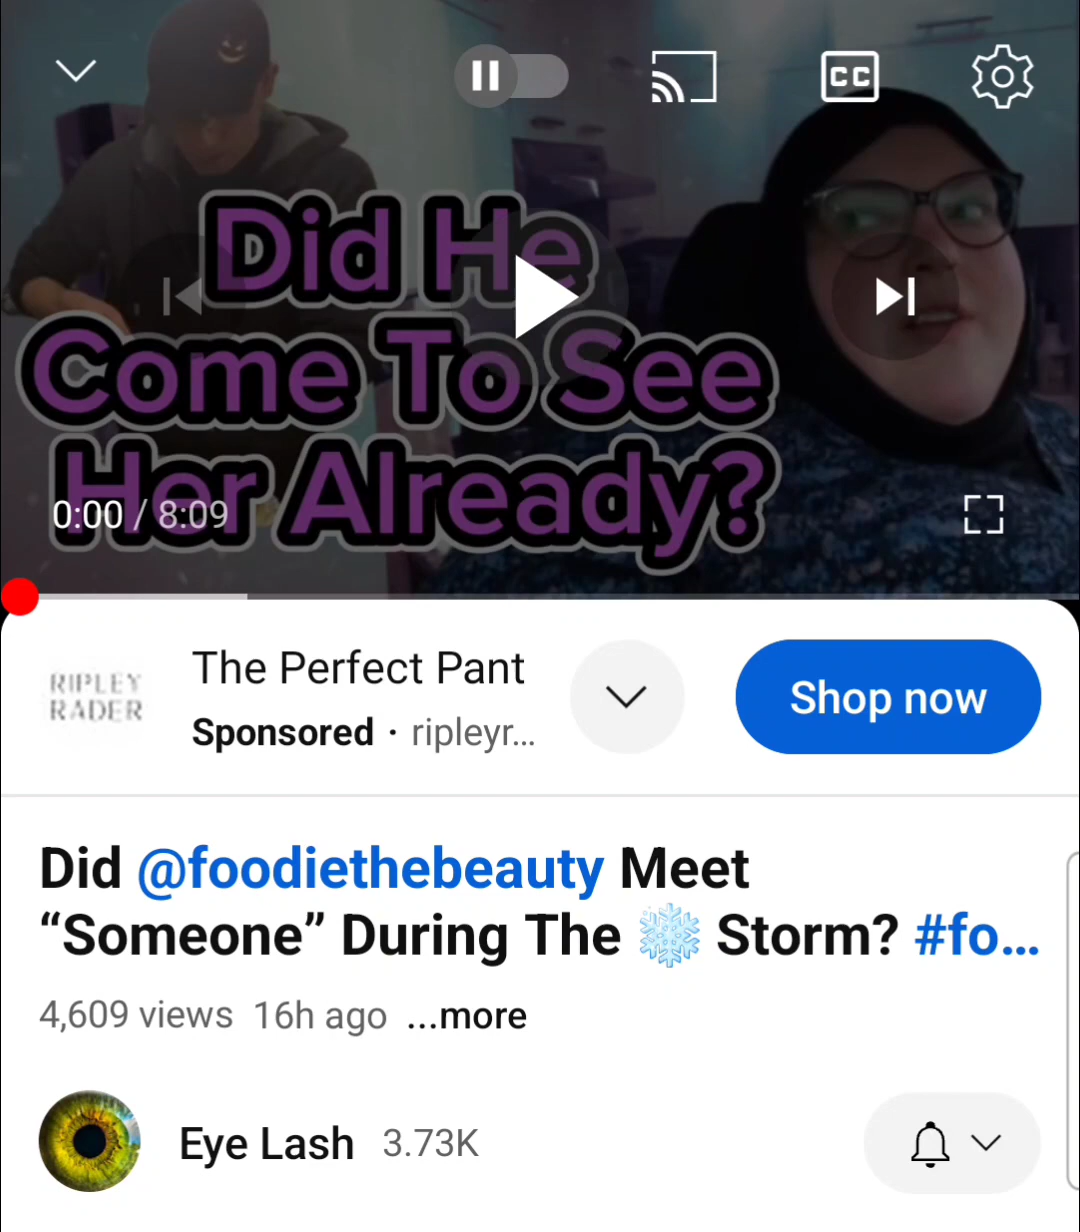 CC
Did He
Come To See
Her Already?
0:00 / 8:09
RIPLEY
RADER
The Perfect Pant
Sponsored · ripleyr...
Shop now
Did @foodiethebeauty Meet
“Someone” During The ❄️ Storm? #fo...
4,609 views 16h ago ...more
Eye Lash 3.73K